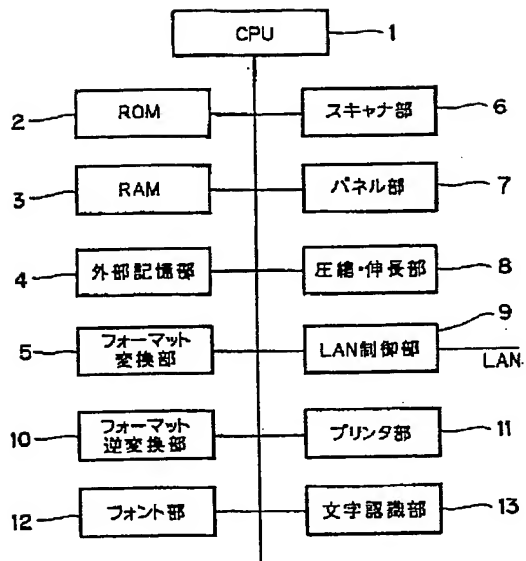 CPU
1
2
ROM
スキャナ部
6
3
RAM
パネル部
7
4
外部記憶部
圧縮・伸長部
8
5
フォーマット
変換部
LAN制御部
9
LAN
10
フォーマット
逆変換部
プリンタ部
11
12
フォント部
文字認識部
13